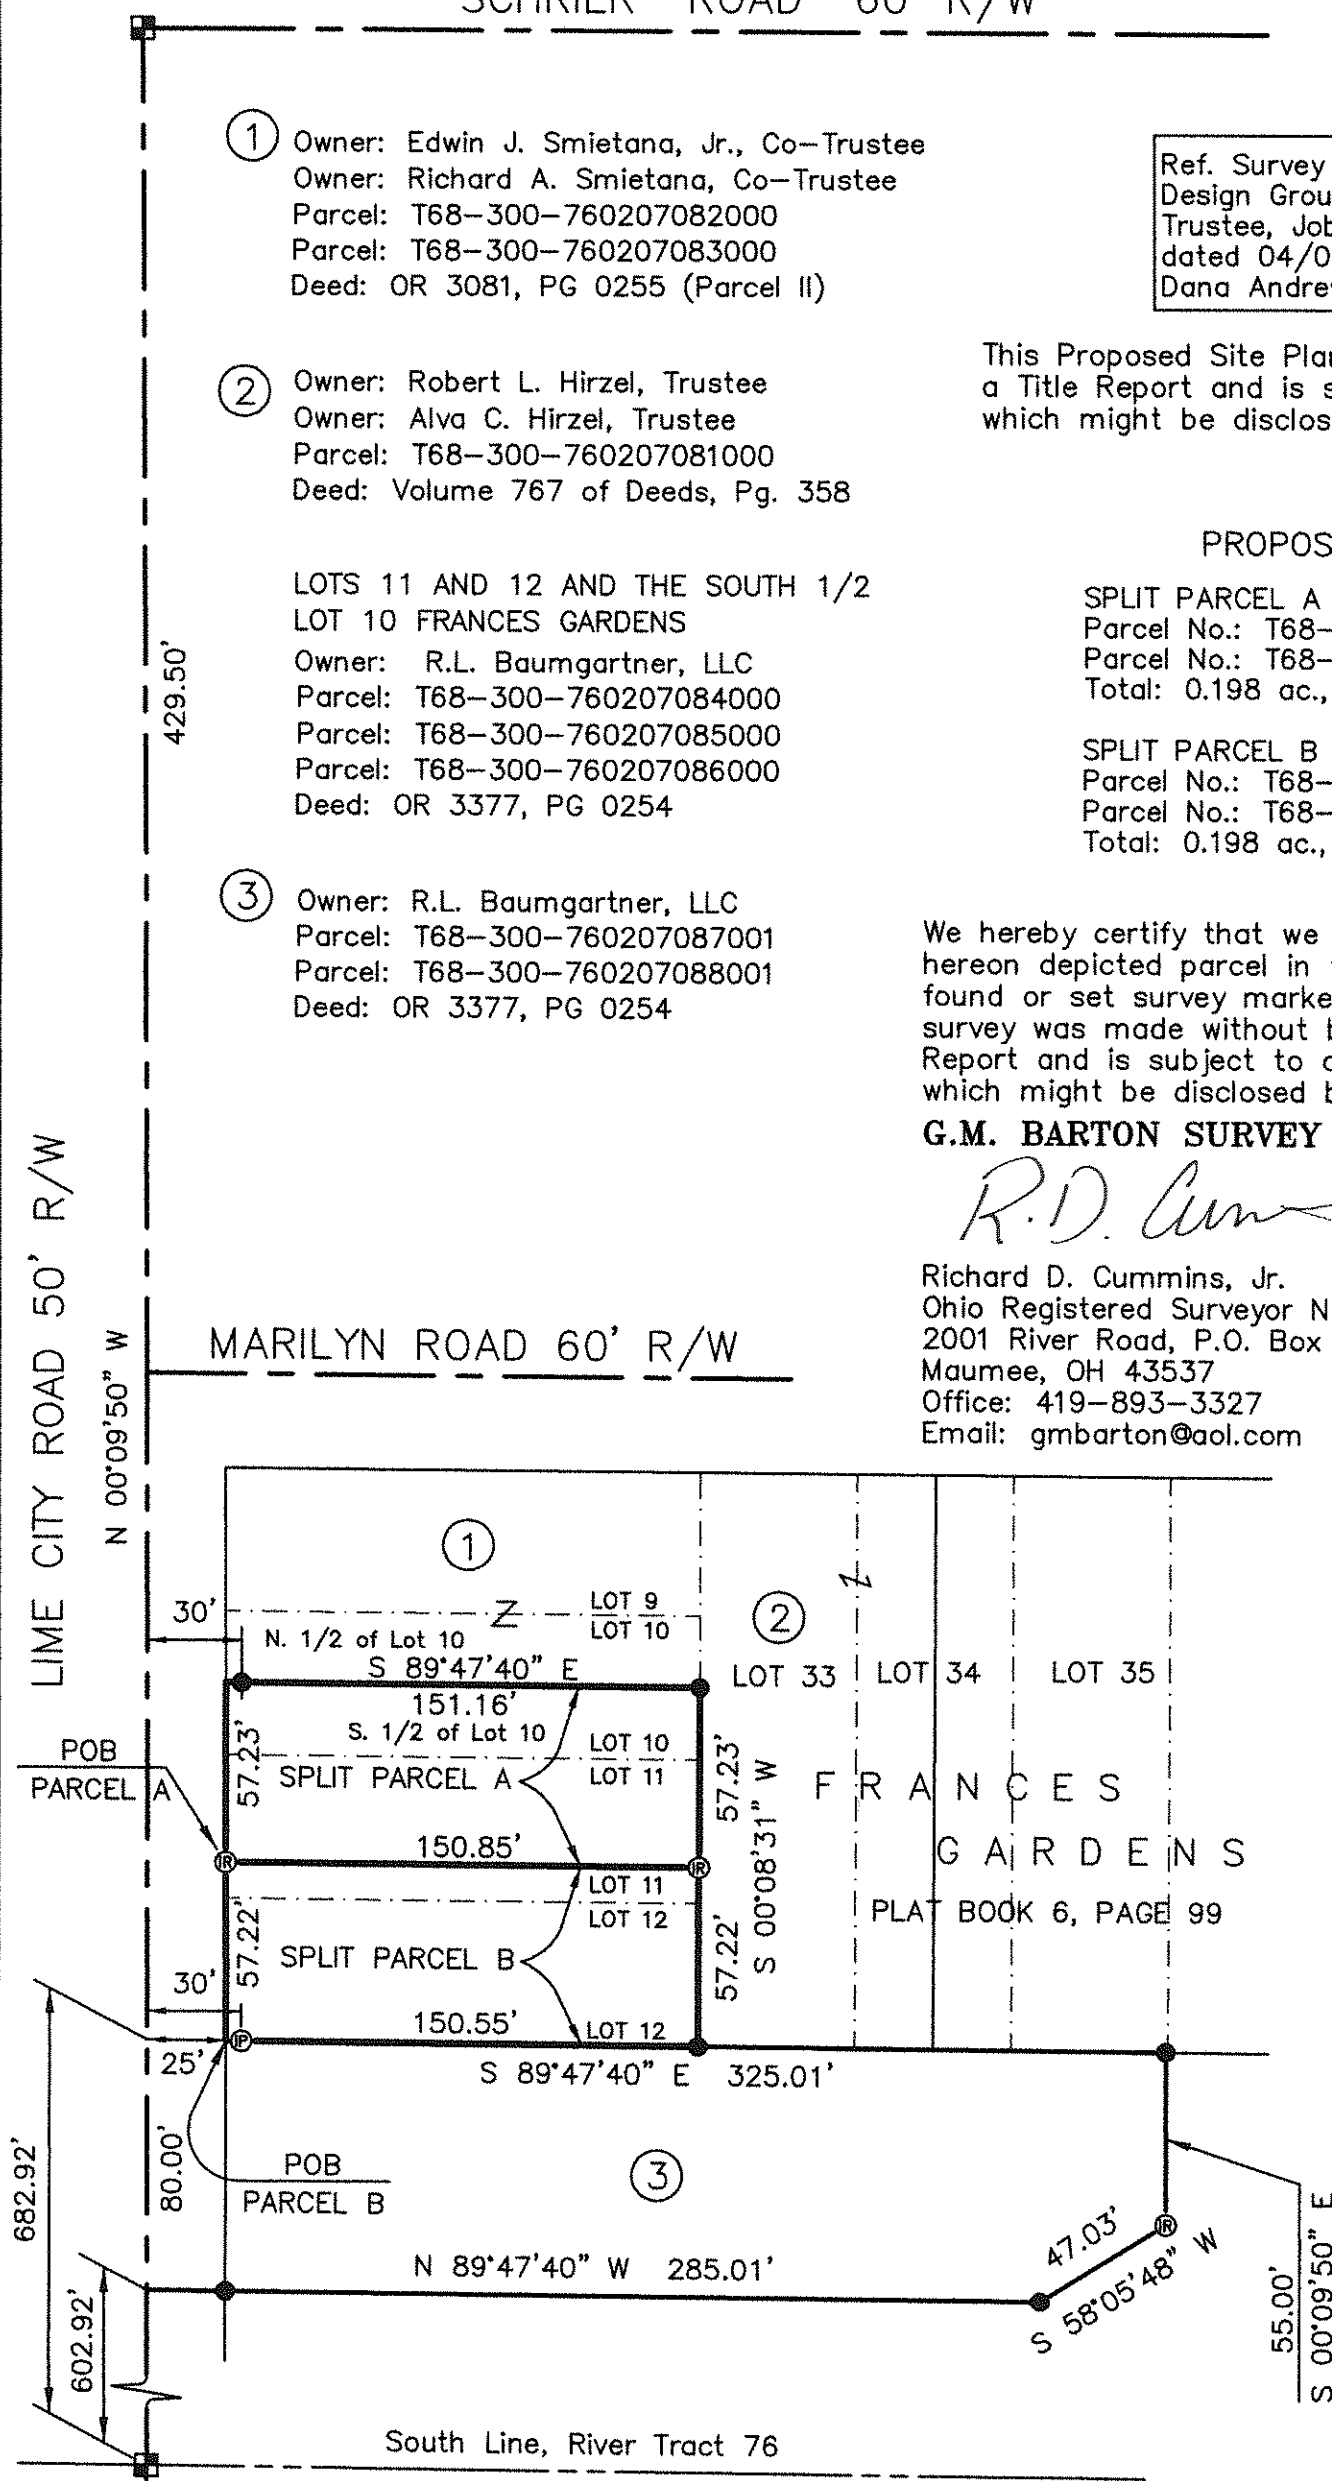 SCHRIER ROAD 60' R/W
1 Owner: Edwin J. Smietana, Jr., Co-Trustee
Owner: Richard A. Smietana, Co-Trustee
Parcel: T68-300-760207082000
Parcel: T68-300-760207083000
Deed: OR 3081, PG 0255 (Parcel II)
Ref. Survey
Design Grou
Trustee, Job
dated 04/0
Dana Andre
This Proposed Site Pla
a Title Report and is s
which might be disclos
2 Owner: Robert L. Hirzel, Trustee
Owner: Alva C. Hirzel, Trustee
Parcel: T68-300-760207081000
Deed: Volume 767 of Deeds, Pg. 358
PROPOS
LOTS 11 AND 12 AND THE SOUTH 1/2
LOT 10 FRANCES GARDENS
Owner: R.L. Baumgartner, LLC
Parcel: T68-300-760207084000
Parcel: T68-300-760207085000
Parcel: T68-300-760207086000
Deed: OR 3377, PG 0254
SPLIT PARCEL A
Parcel No.: T68-
Parcel No.: T68-
Total: 0.198 ac.,
SPLIT PARCEL B
Parcel No.: T68-
Parcel No.: T68-
Total: 0.198 ac.,
429.50'
3 Owner: R.L. Baumgartner, LLC
Parcel: T68-300-760207087001
Parcel: T68-300-760207088001
Deed: OR 3377, PG 0254
We hereby certify that we
hereon depicted parcel in
found or set survey marke
survey was made without
Report and is subject to
which might be disclosed
G.M. BARTON SURVEY
R.D.
Richard D. Cummins, Jr.
Ohio Registered Surveyor N
2001 River Road, P.O. Box
Maumee, OH 43537
Office: 419-893-3327
Email: gmbarton@aol.com
LIME CITY ROAD 50' R/W
N 00°09'50" W
MARILYN ROAD 60' R/W
1
LOT 9
LOT 10
30'
N. 1/2 of Lot 10
S 89°47'40" E
151.16'
S. 1/2 of Lot 10
2
LOT 33
LOT 34
LOT 35
POB
PARCEL A
57.23'
LOT 10
LOT 11
SPLIT PARCEL A
57.23'
S 00°08'31" W
FRANCES
GARDENS
PLAT BOOK 6, PAGE 99
IR
150.85'
IR
LOT 11
LOT 12
57.22'
SPLIT PARCEL B
57.22'
30'
IP
150.55'
LOT 12
25'
S 89°47'40" E 325.01'
80.00'
POB
PARCEL B
3
682.92'
602.92'
N 89°47'40" W 285.01'
47.03'
S 58°05'48" W
IR
55.00'
S 00°09'50" E
South Line, River Tract 76